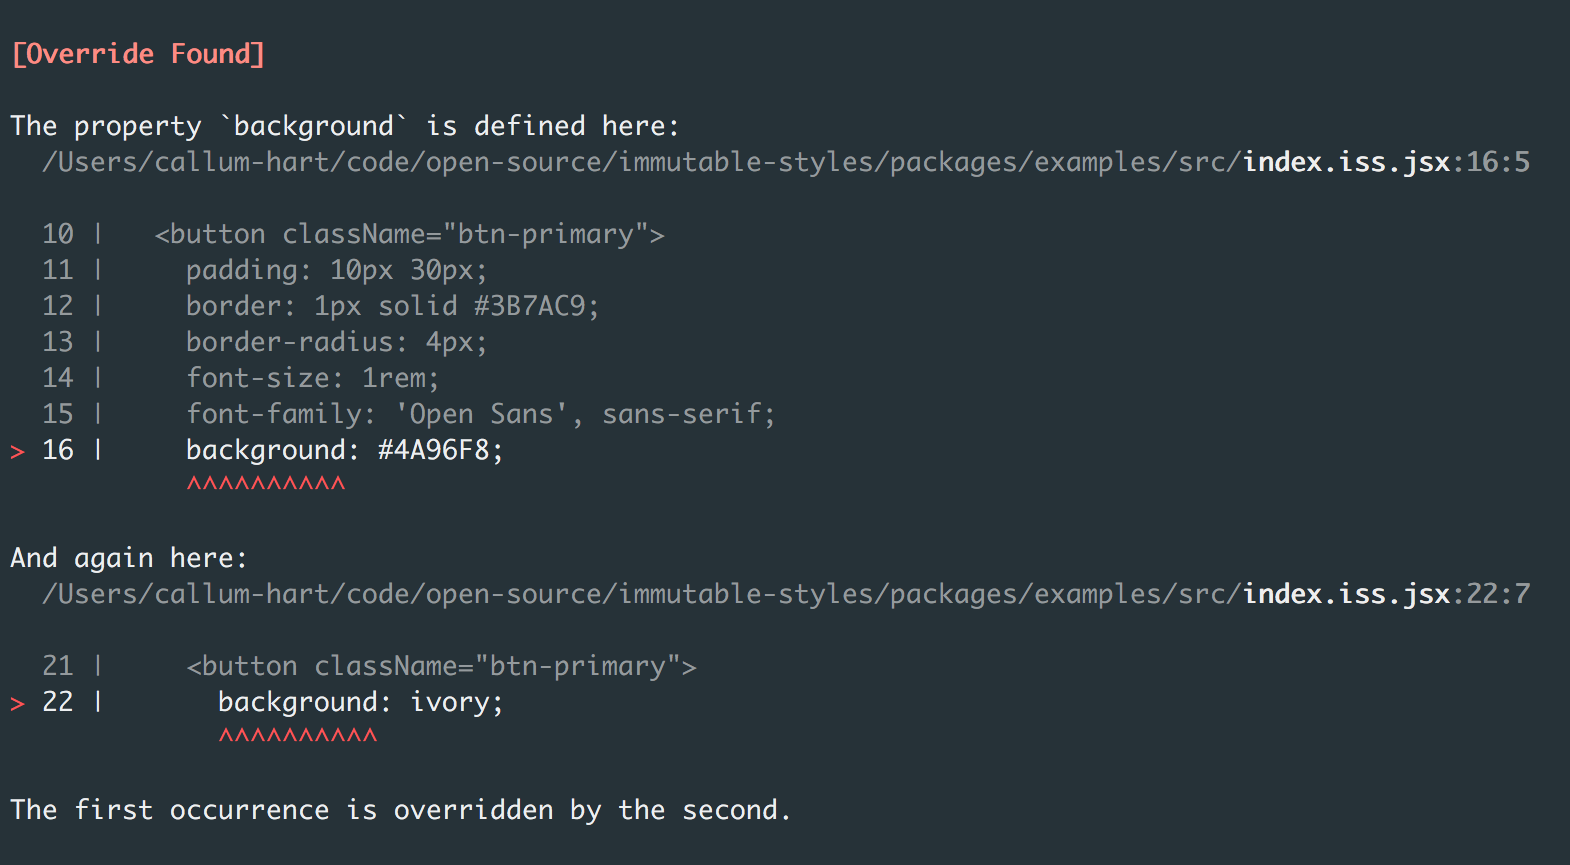 [Override Found]
The property `background` is defined here:
/Users/callum-hart/code/open-source/immutable-styles/packages/examples/src/index.iss.jsx:16:5
10 |   <button className="btn-primary">
11 |     padding: 10px 30px;
12 |     border: 1px solid #3B7AC9;
13 |     border-radius: 4px;
14 |     font-size: 1rem;
15 |     font-family: 'Open Sans', sans-serif;
> 16 |     background: #4A96F8;
^^^^^^^^^^
And again here:
/Users/callum-hart/code/open-source/immutable-styles/packages/examples/src/index.iss.jsx:22:7
21 |     <button className="btn-primary">
> 22 |       background: ivory;
^^^^^^^^^^
The first occurrence is overridden by the second.